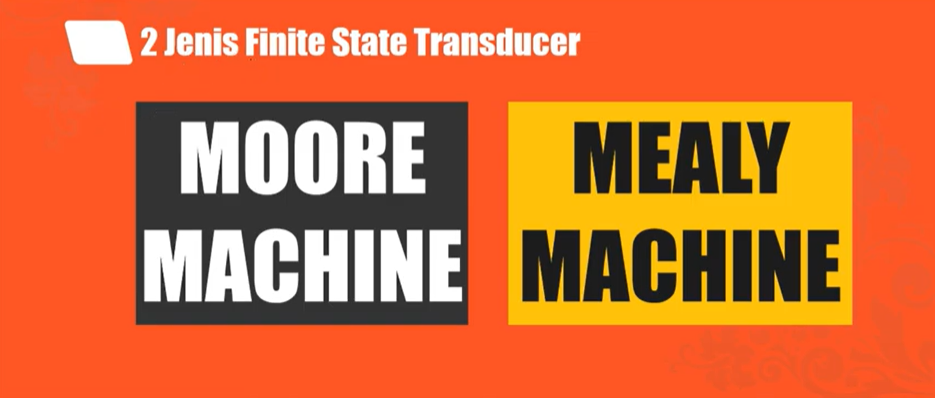 2 Jenis Finite State Transducer
MOORE
MACHINE
MEALY
MACHINE